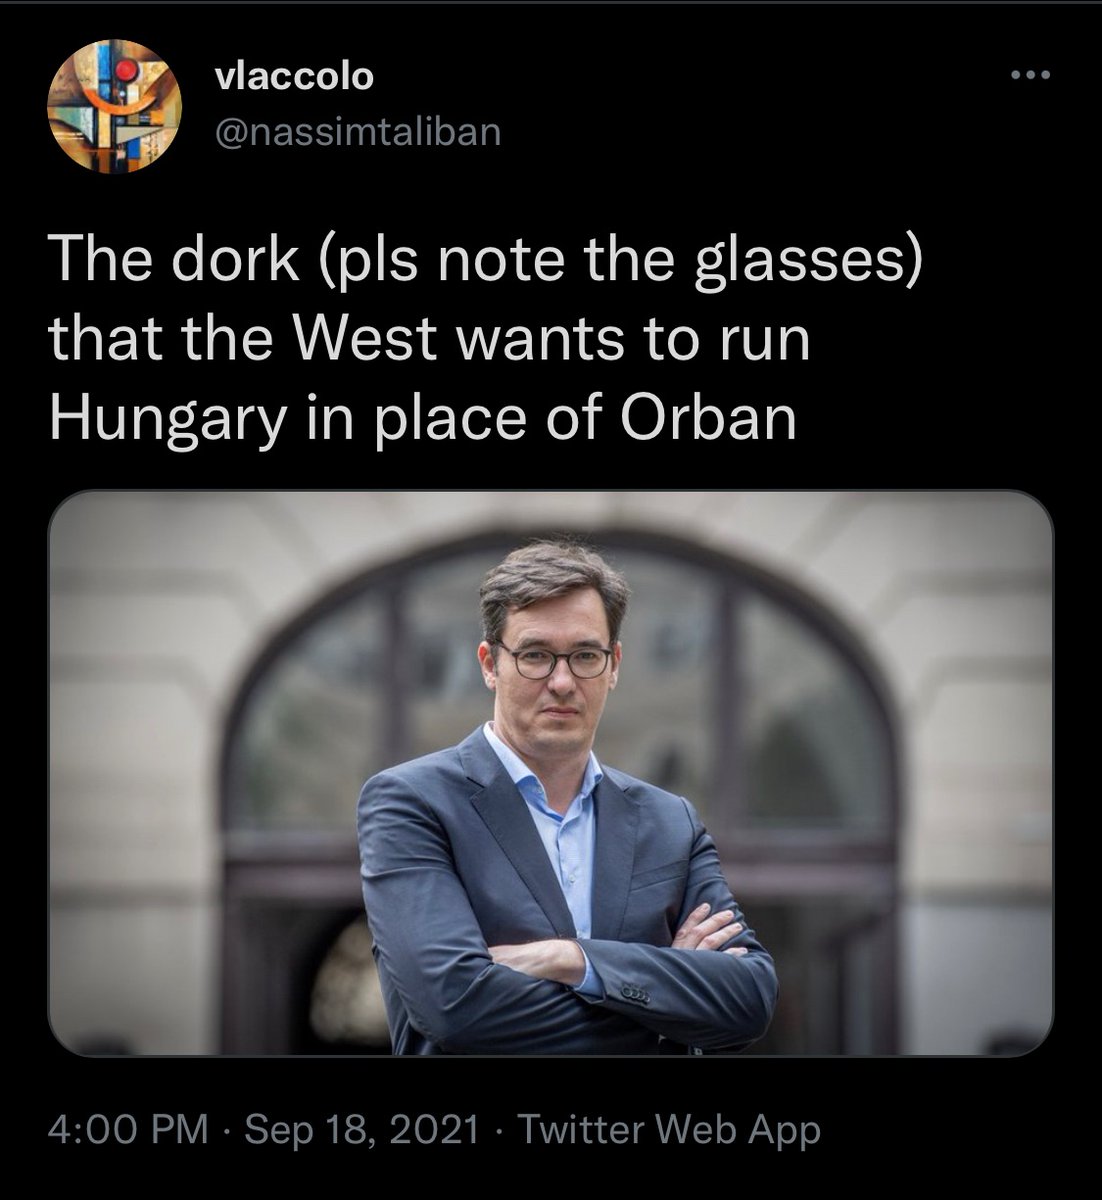 vlaccolo
@nassimtaliban
The dork (pls note the glasses)
that the West wants to run
Hungary in place of Orban
4:00 PM · Sep 18, 2021 · Twitter Web App